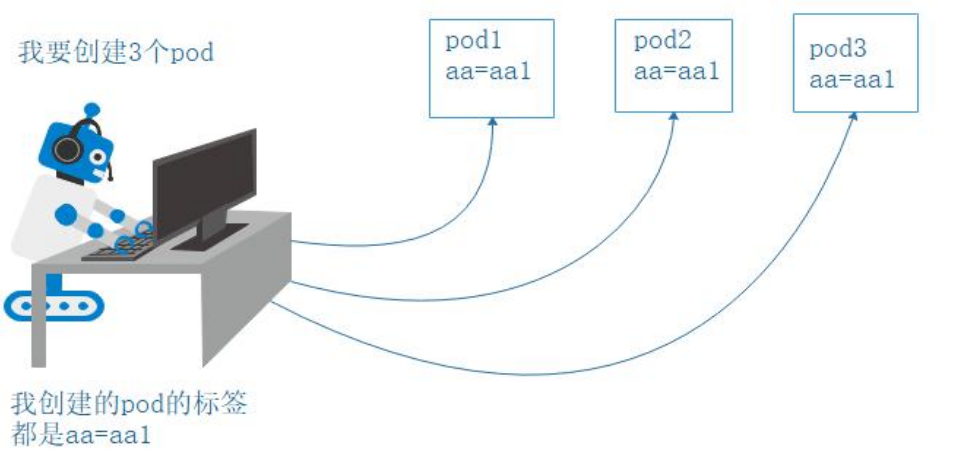 我要创建3个pod
pod1
aa=aa1
pod2
aa=aa1
pod3
aa=aa1
我创建的pod的标签
都是aa=aa1